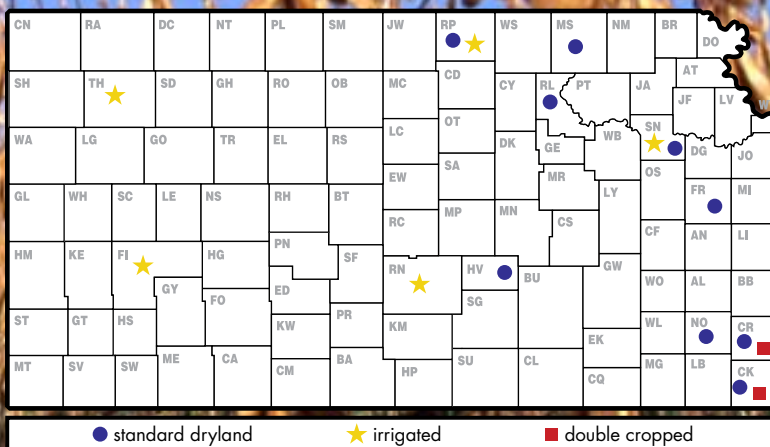 CN RA DC NT PL SM JW RP WS MS NM BR DO
SH TH SD GH RO OB MC CD CY RL PT JA AT
JF LV W
WA LG GO TR EL RS LC OT DK GE WB SN DG JO
EW SA MR OS
GL WH SC LE NS RH BT RC MP MN CS LY FR MI
HM KE FI HG PN SF RN HV BU GW CF AN LI
GY FO ED SG WO AL BB
ST GT HS KW PR KM EK WL NO CR
MT SV SW ME CA CM BA HP SU CL CQ MG LB CK
standard dryland irrigated double cropped